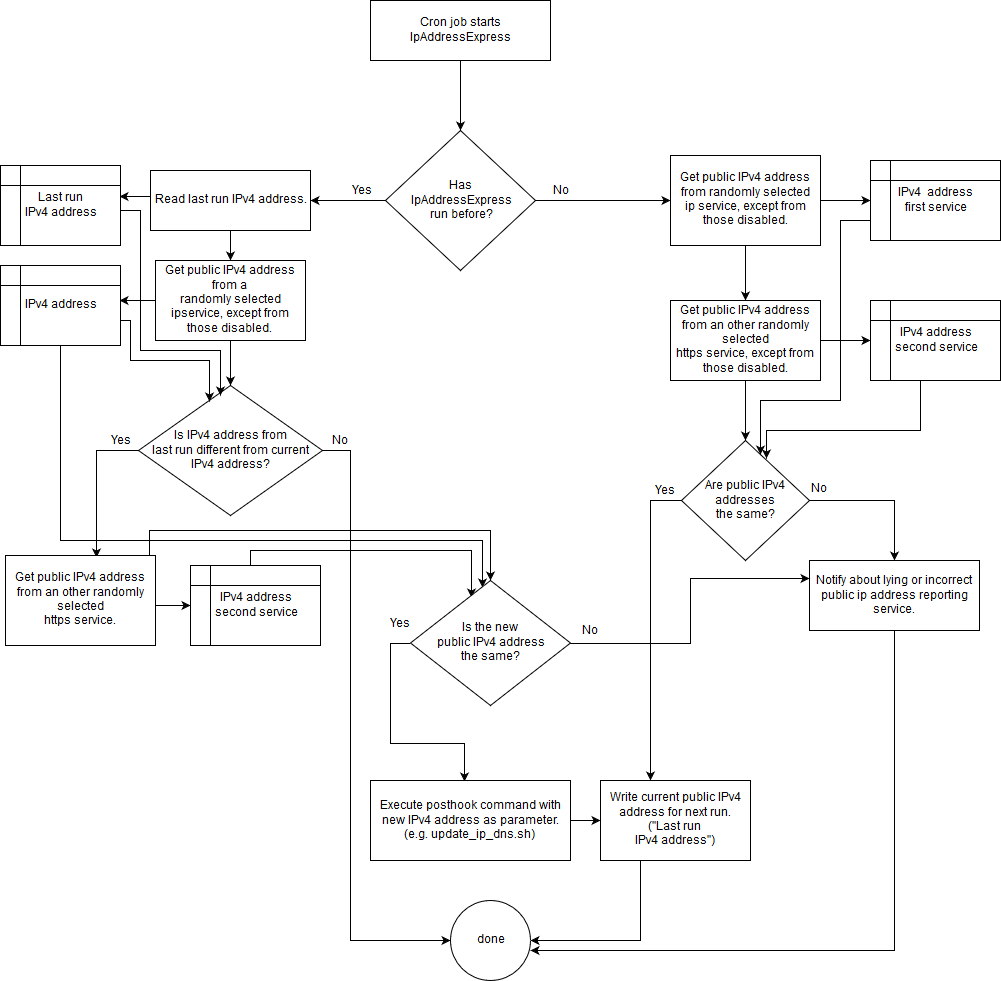 Cron job starts
IpAddressExpress
Has
IpAddressExpress
run before?
Yes
No
Last run
IPv4 address
Read last run IPv4 address.
Get public IPv4 address
from randomly selected
ip service, except from
those disabled.
IPv4  address
first service
IPv4 address
Get public IPv4 address
from a
randomly selected
ipservice, except from
those disabled.
Get public IPv4 address
from an other randomly
selected
https service, except from
those disabled.
IPv4 address
second service
Is IPv4 address from
last run different from current
IPv4 address?
Yes
No
Are public IPv4
addresses
the same?
Yes
No
Get public IPv4 address
from an other randomly
selected
https service.
IPv4 address
second service
Is the new
public IPv4 address
the same?
Yes
No
Notify about lying or incorrect
public ip address reporting
service.
Execute posthook command with
new IPv4 address as parameter.
(e.g. update_ip_dns.sh)
Write current public IPv4
address for next run.
("Last run
IPv4 address")
done